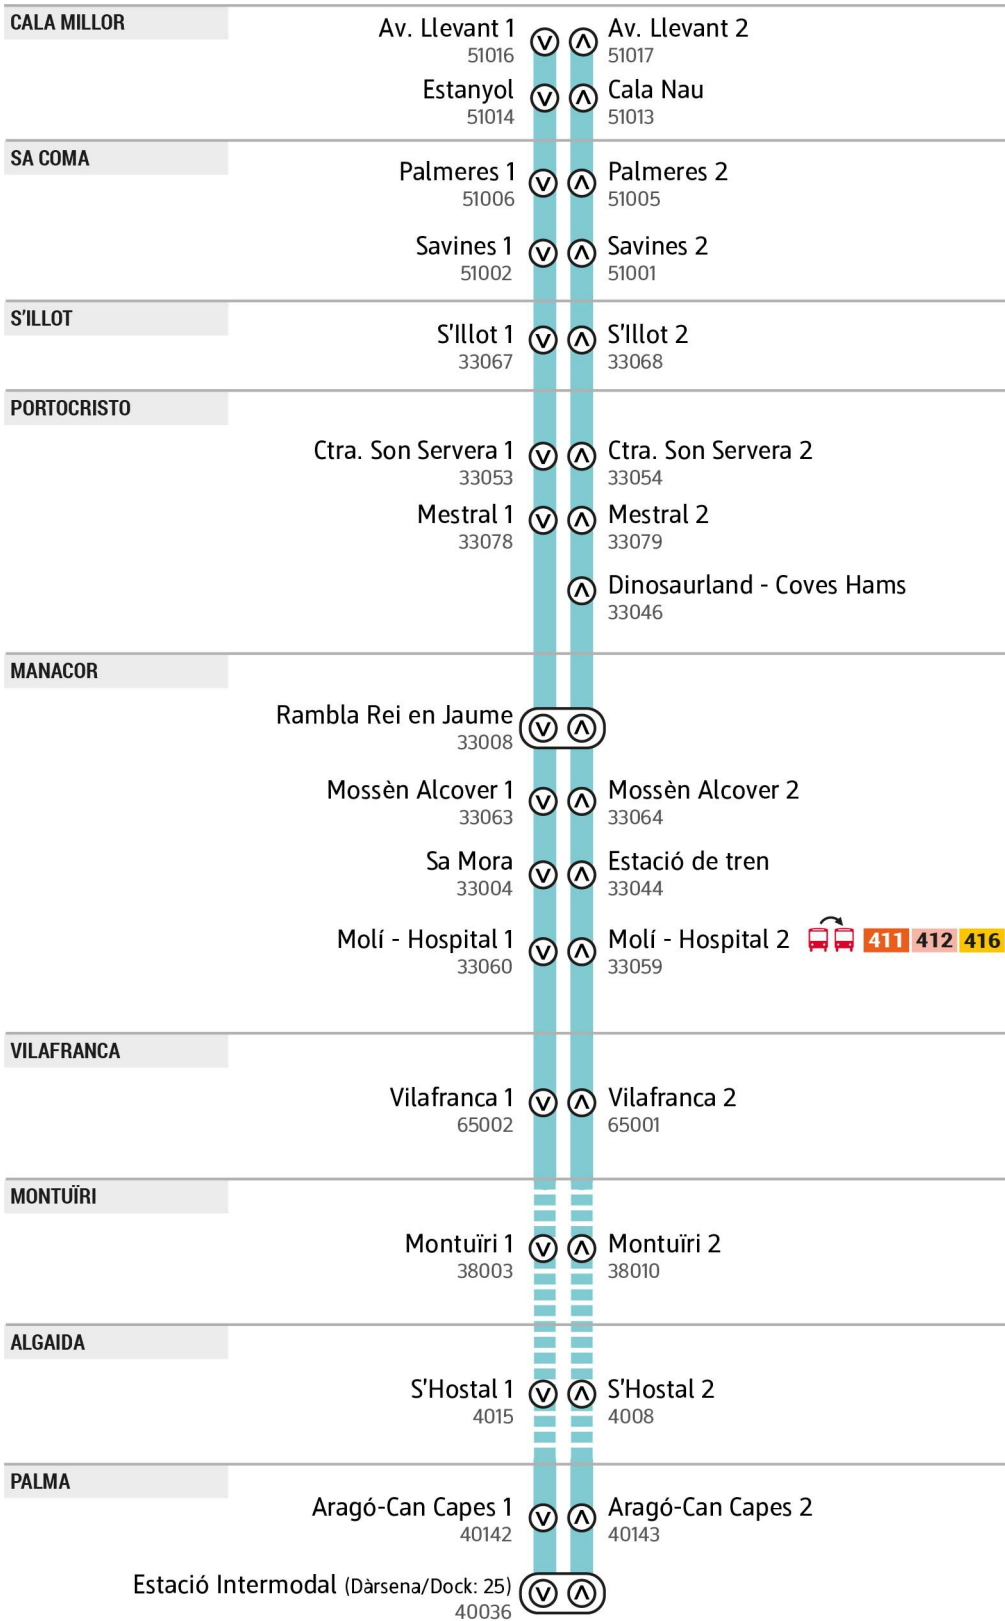 CALA MILLOR
Av. Llevant 1
51016
Av. Llevant 2
51017
Estanyol
51014
Cala Nau
51013
SA COMA
Palmeres 1
51006
Palmeres 2
51005
Savines 1
51002
Savines 2
51001
S'ILLOT
S'Illot 1
33067
S'Illot 2
33068
PORTOCRISTO
Ctra. Son Servera 1
33053
Ctra. Son Servera 2
33054
Mestral 1
33078
Mestral 2
33079
Dinosaurland - Coves Hams
33046
MANACOR
Rambla Rei en Jaume
33008
Mossèn Alcover 1
33063
Mossèn Alcover 2
33064
Sa Mora
33004
Estació de tren
33044
Molí - Hospital 1
33060
Molí - Hospital 2 411 412 416
33059
VILAFRANCA
Vilafranca 1
65002
Vilafranca 2
65001
MONTUÏRI
Montuïri 1
38003
Montuïri 2
38010
ALGAIDA
S'Hostal 1
4015
S'Hostal 2
4008
PALMA
Aragó-Can Capes 1
40142
Aragó-Can Capes 2
40143
Estació Intermodal (Dàrsena/Dock: 25)
40036